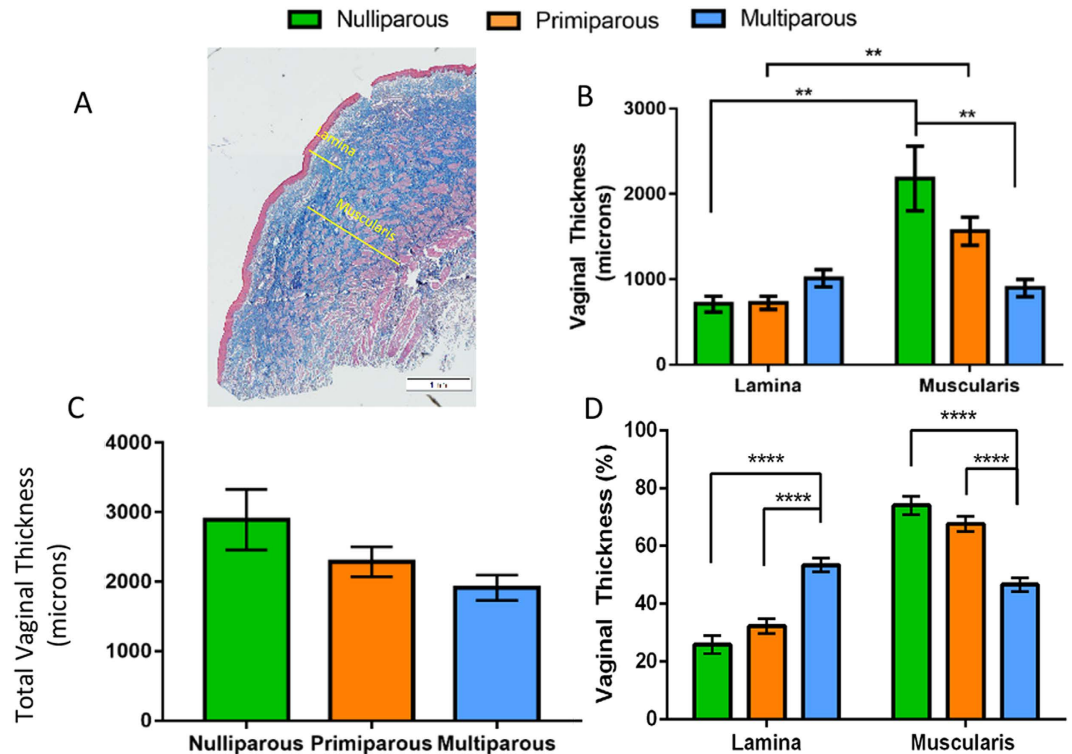 Nulliparous Primiparous Multiparous
A
Lamina
Muscularis
B
Vaginal Thickness
(microns)
3000
2000
1000
0
**
**
**
Lamina Muscularis
C
Total Vaginal Thickness
(microns)
4000
3000
2000
1000
0
Nulliparous Primiparous Multiparous
D
Vaginal Thickness (%)
100
80
60
40
20
0
****
****
****
****
Lamina Muscularis